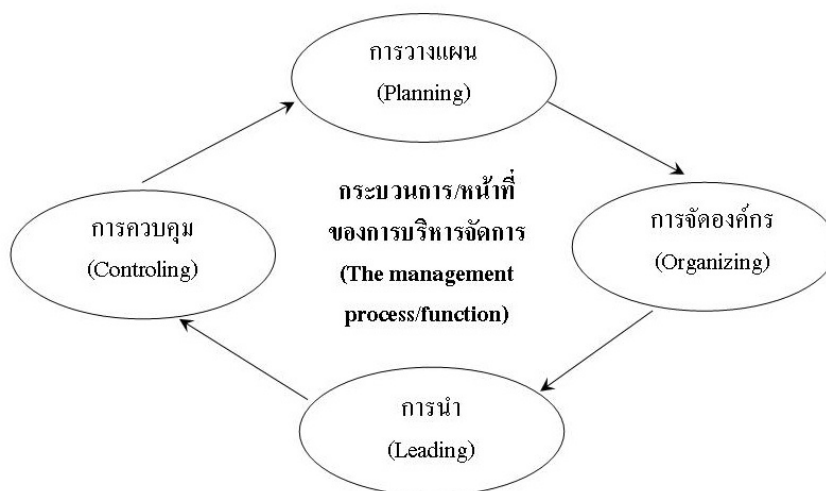 การวางแผน
(Planning)
กระบวนการ/หน้าที่
ของการบริหารจัดการ
(The management
process/function)
การควบคุม
(Controling)
การจัดองค์กร
(Organizing)
การนำ
(Leading)